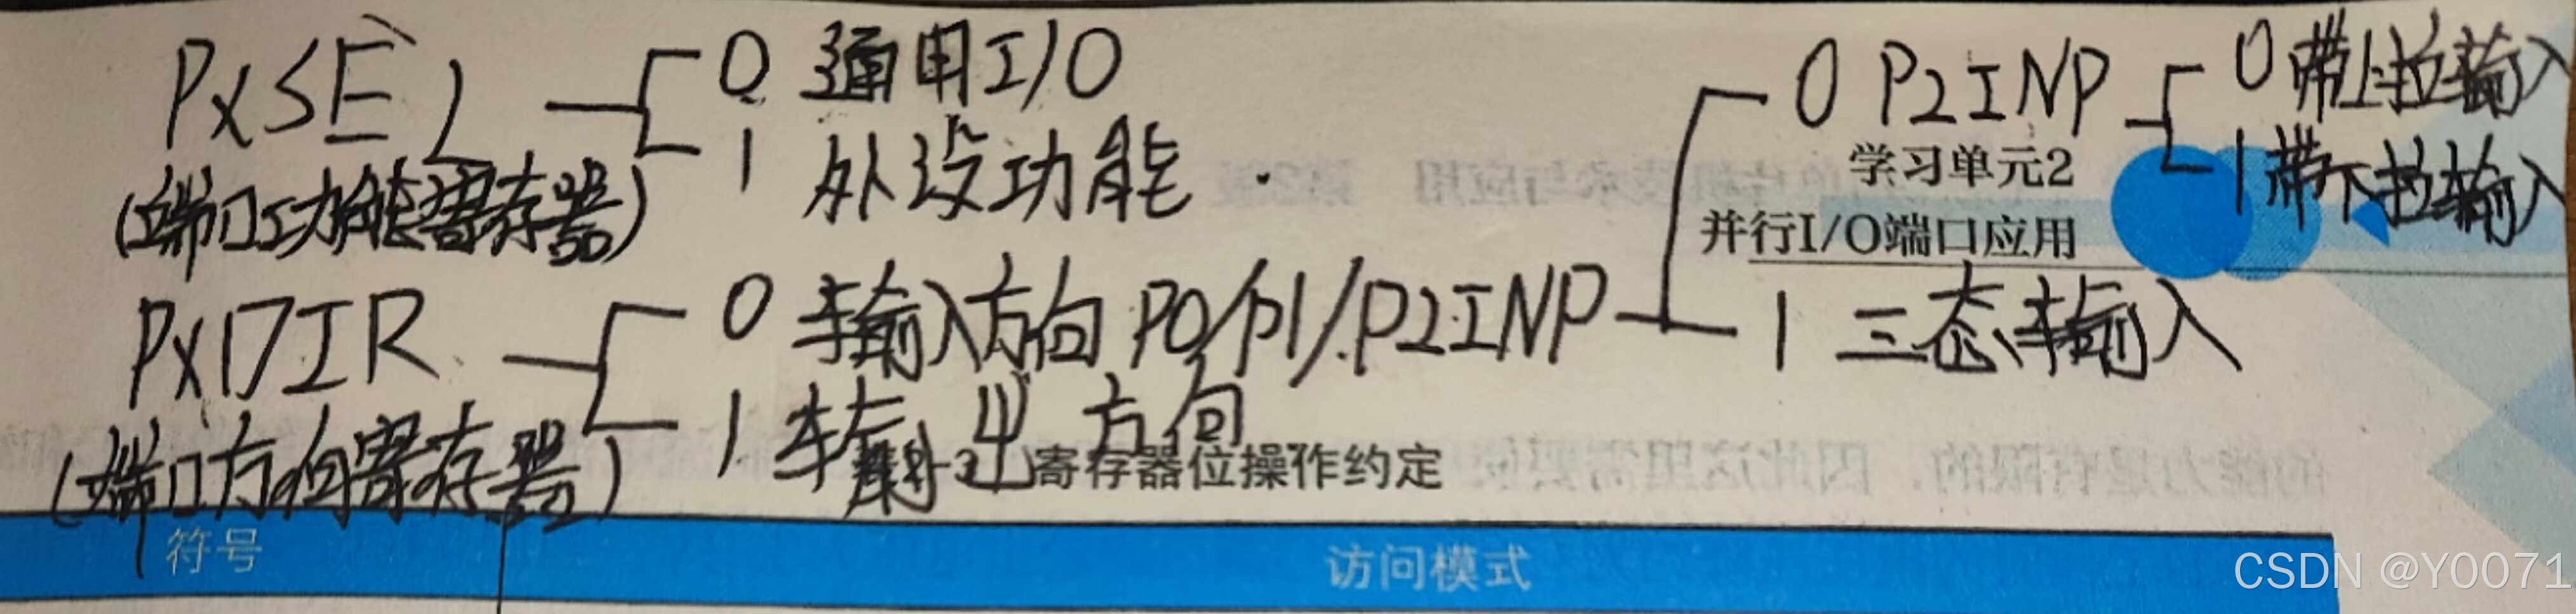 PxSEL
0 通用I/O
1 外设功能
(端口功能寄存器)
PxDIR
0 输入方向 P0/P1/P2INP
1 输出方向
(端口方向寄存器)
0 P2INP
0 带上拉输入
1 带下拉输入
1 三态输入
学习单元2
并行I/O端口应用
寄存器位操作约定
符号
访问模式
CSDN @Y0071